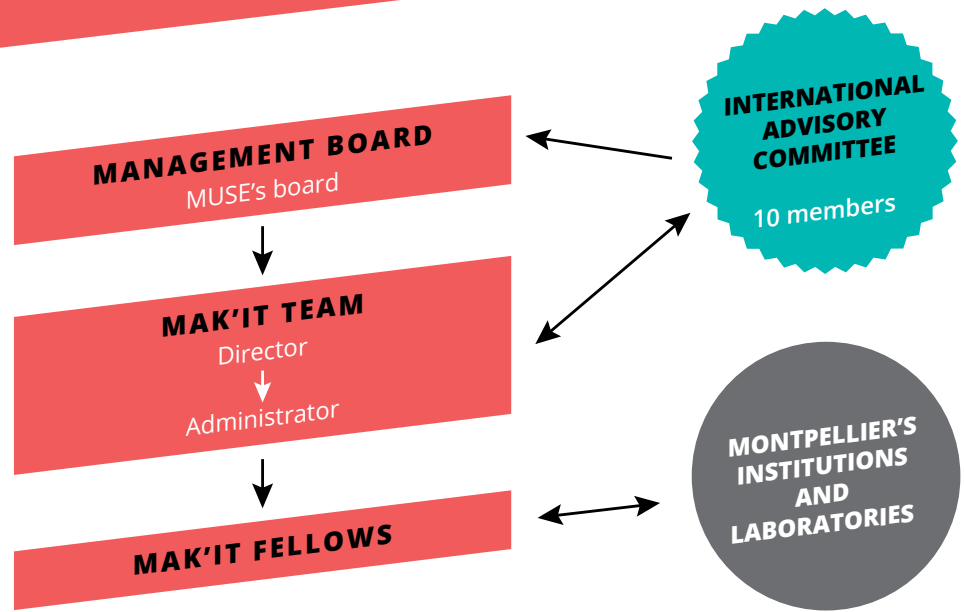 MANAGEMENT BOARD
MUSE’s board
MAK’IT TEAM
Director
Administrator
MAK’IT FELLOWS
INTERNATIONAL
ADVISORY
COMMITTEE
10 members
MONTPELLIER’S
INSTITUTIONS
AND
LABORATORIES